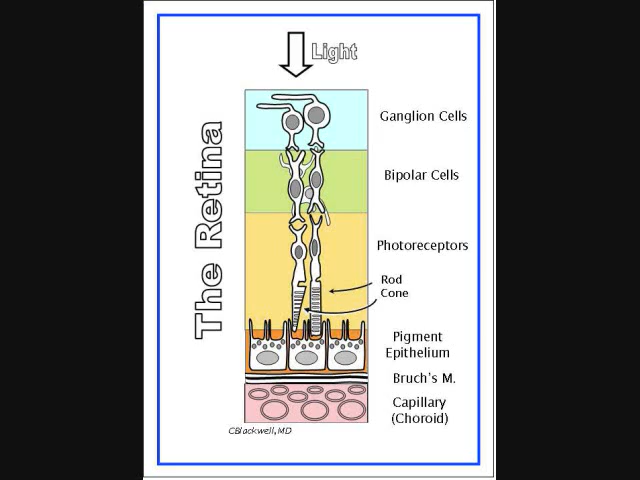 Light
The Retina
Ganglion Cells
Bipolar Cells
Photoreceptors
Rod
Cone
Pigment
Epithelium
Bruch's M.
Capillary
(Choroid)
CBlackwell, MD